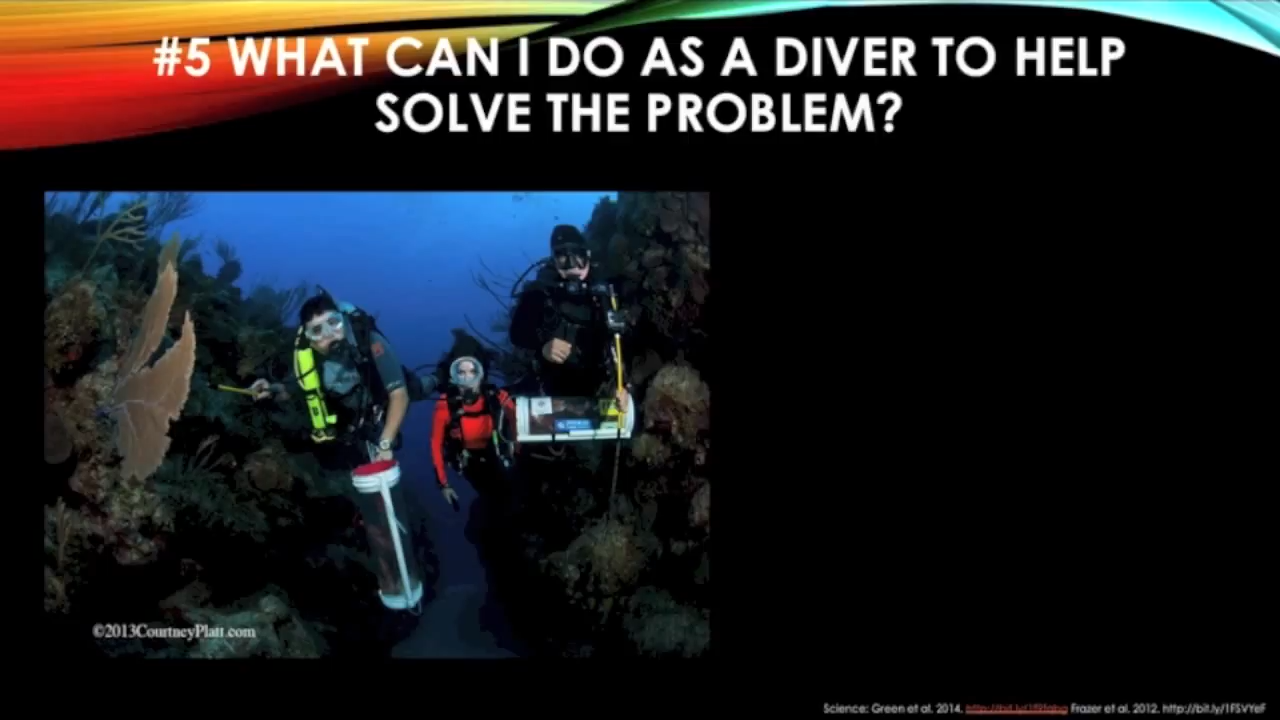 #5 WHAT CAN I DO AS A DIVER TO HELP
SOLVE THE PROBLEM?
©2013CourtneyPlatt.com
Science: Green et al. 2014. Frazer et al. 2012. http://bit.ly/1FSVYeF